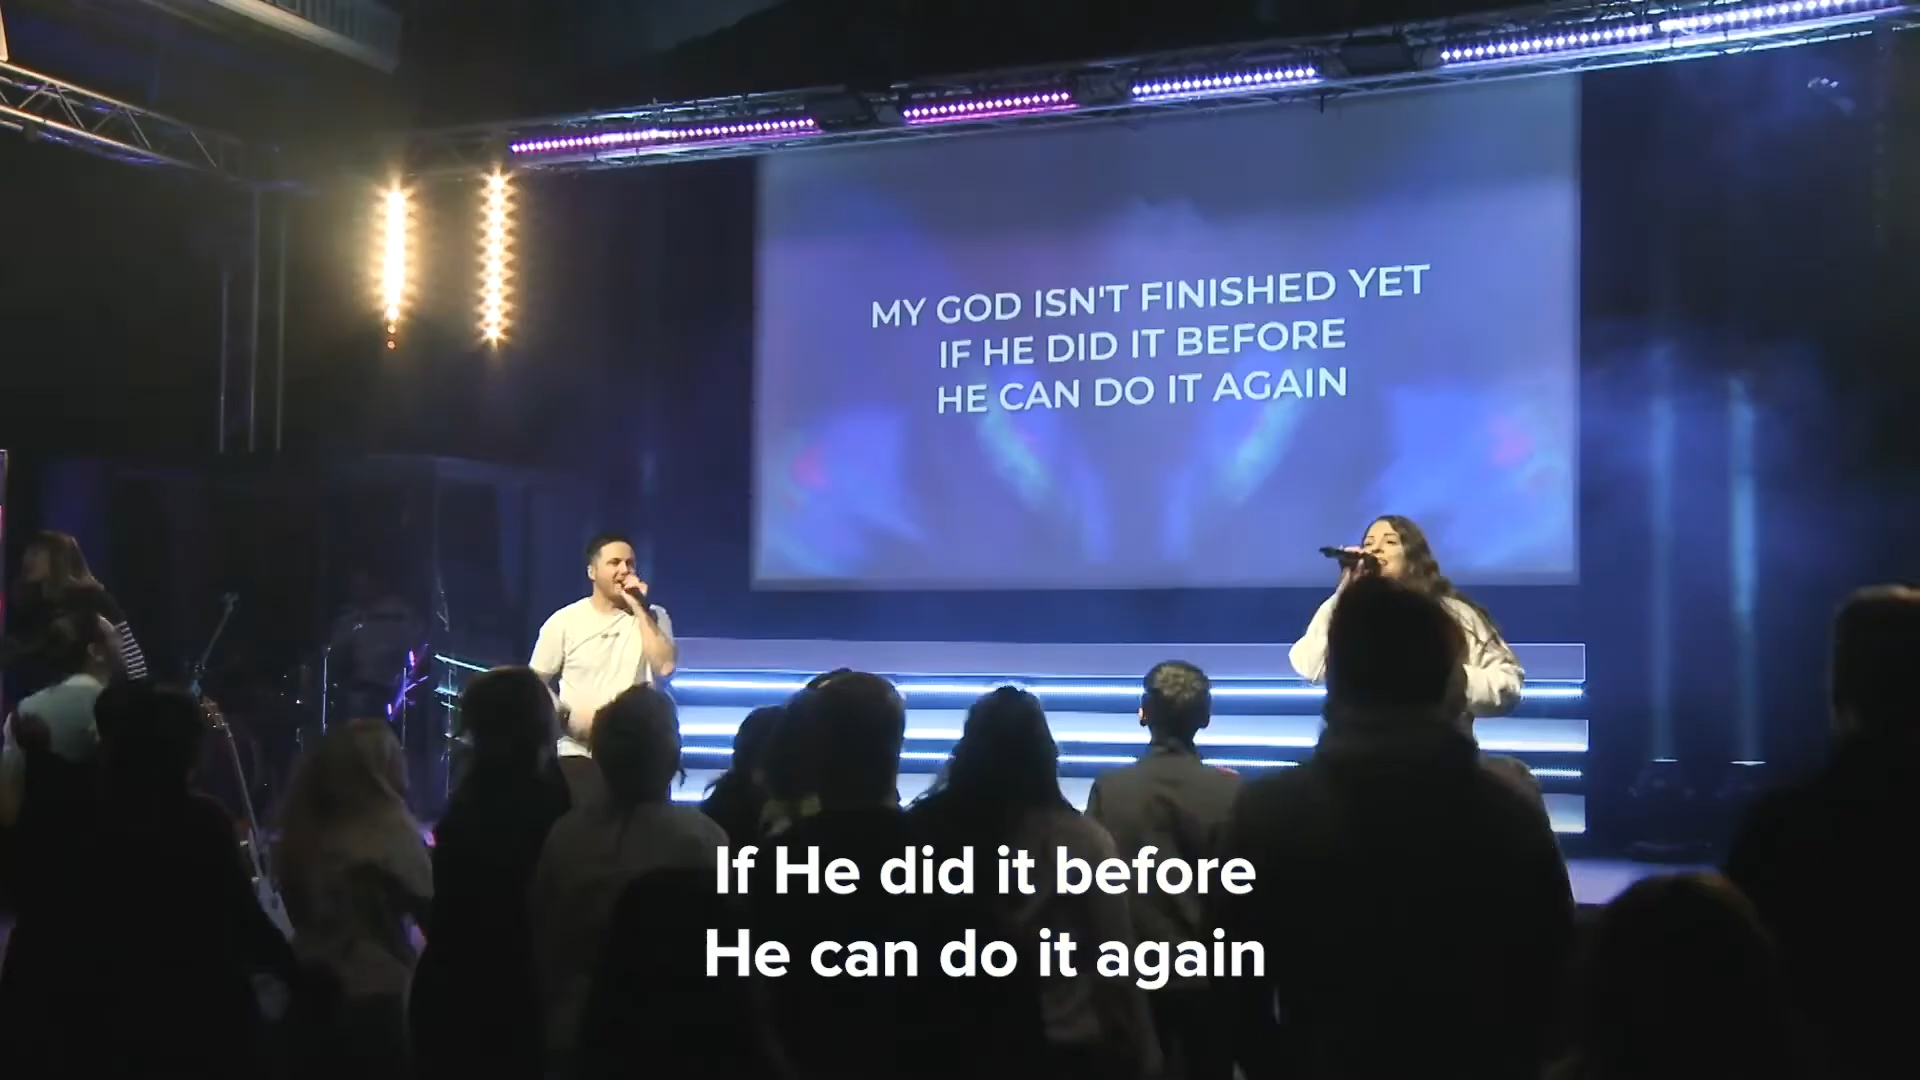 MY GOD ISN'T FINISHED YET
IF HE DID IT BEFORE
HE CAN DO IT AGAIN
If He did it before
He can do it again